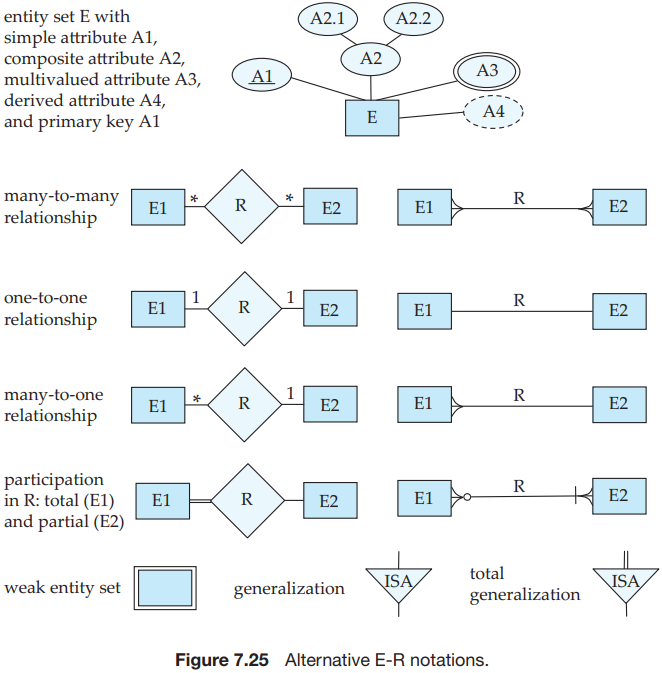 entity set E with
simple attribute A1,
composite attribute A2,
multivalued attribute A3,
derived attribute A4,
and primary key A1
A2.1
A2.2
A1
A2
A3
E
A4
many-to-many
relationship
E1 * R * E2
E1 R E2
one-to-one
relationship
E1 1 R 1 E2
E1 R E2
many-to-one
relationship
E1 * R 1 E2
E1 R E2
participation
in R: total (E1)
and partial (E2)
E1 R E2
E1 R E2
weak entity set
generalization
ISA
total
generalization
ISA
Figure 7.25 Alternative E-R notations.